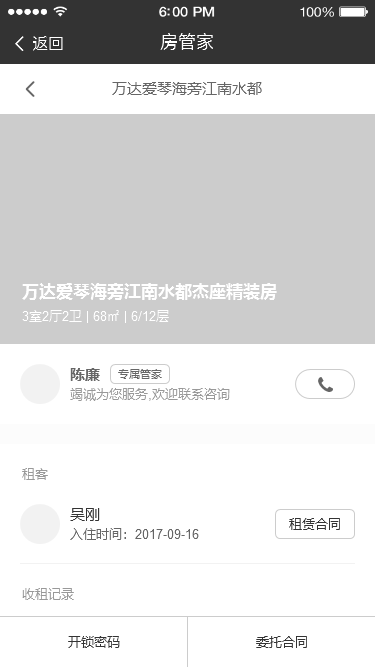 6:00 PM 100%
返回 房管家
万达爱琴海旁江南水都
万达爱琴海旁江南水都杰座精装房
3室2厅2卫 | 68㎡ | 6/12层
陈廉 专属管家
竭诚为您服务,欢迎联系咨询
租客
吴刚
入住时间：2017-09-16
租赁合同
收租记录
开锁密码 委托合同